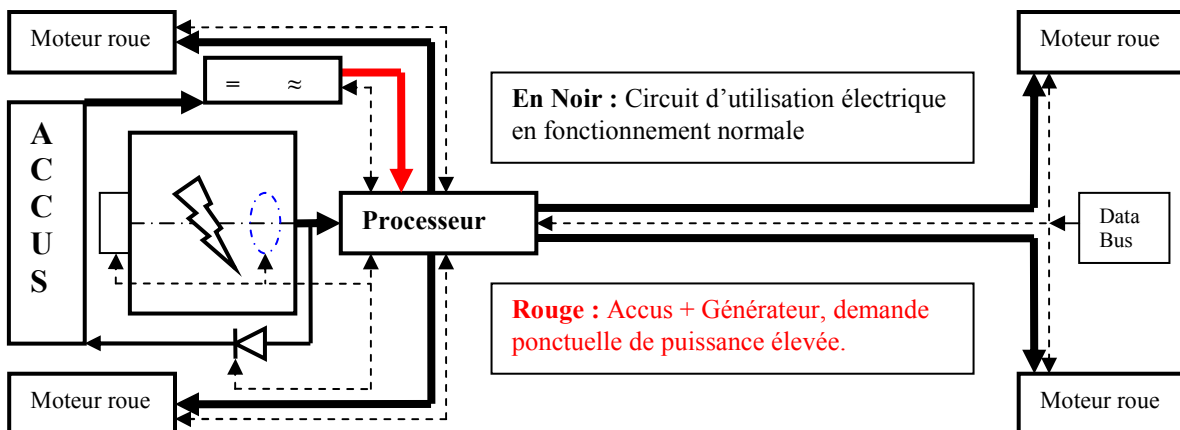 Moteur roue
Moteur roue
= ≈
ACCUS
En Noir : Circuit d'utilisation électrique
en fonctionnement normale
Processeur
Data
Bus
Rouge : Accus + Générateur, demande
ponctuelle de puissance élevée.
Moteur roue
Moteur roue